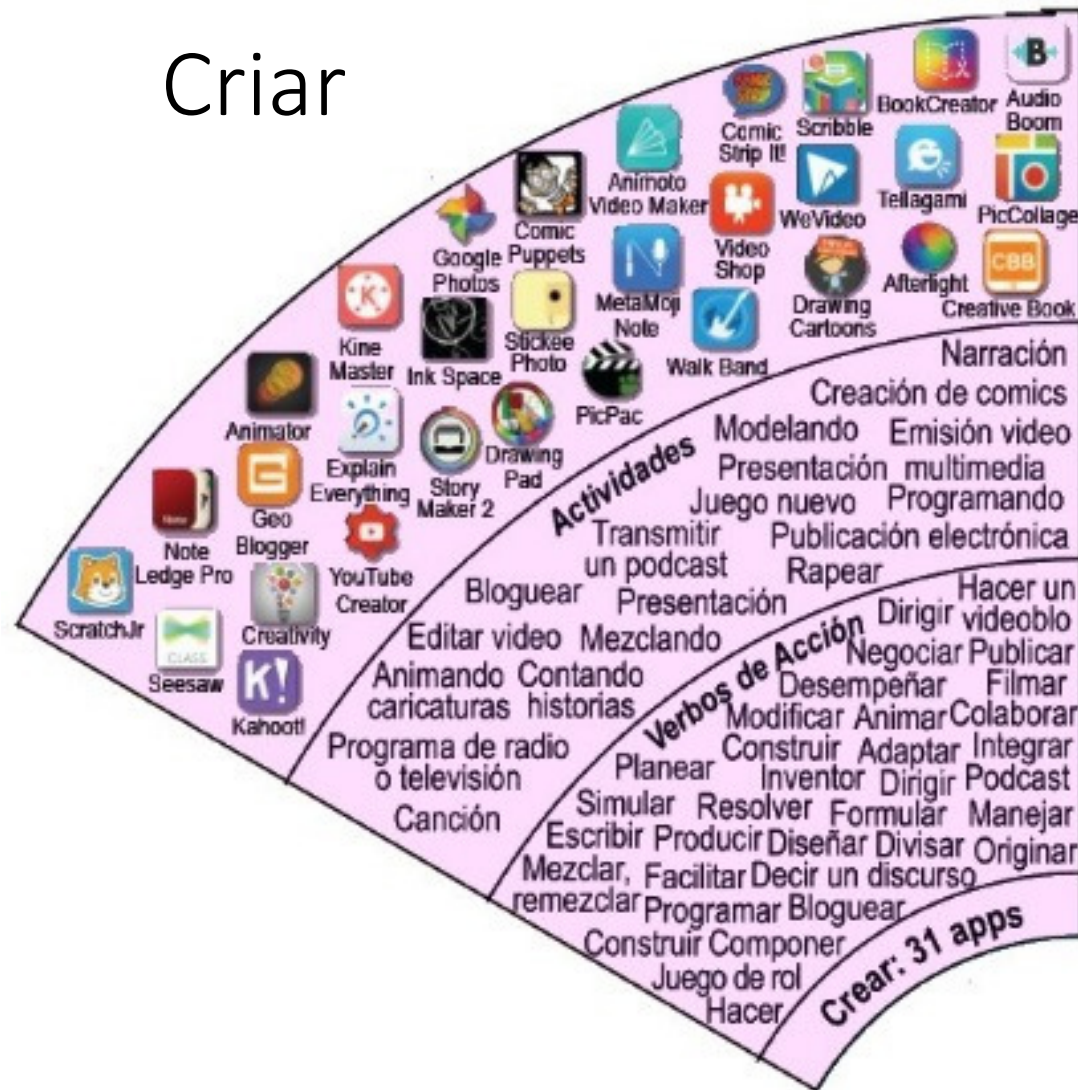 Criar
BookCreator
Audio
Boom
Comic
Strip It!
Scribble
Animoto
Video Maker
Tellagami
PicCollage
WeVideo
Video
Shop
Google
Photos
Comic
Puppets
MetaMoji
Note
Drawing
Cartoons
Afterlight
CBB
Creative Book
Kine
Master
Ink Space
Stickee
Photo
Walk Band
PicPac
Animator
Explain
Everything
Story
Maker 2
Drawing
Pad
Geo
Blogger
Note
Ledge Pro
YouTube
Creator
ScratchJr
Creativity
CLASS
Seesaw
K!
Kahoot!
Actividades
Narración
Creación de comics
Modelando Emisión video
Presentación multimedia
Juego nuevo Programando
Transmitir
un podcast
Publicación electrónica
Rapear
Bloguear
Presentación
Editar video Mezclando
Animando
caricaturas
Contando
historias
Programa de radio
o televisión
Canción
Verbos de Acción
Hacer un
videoblo
Dirigir
Negociar Publicar
Desempeñar Filmar
Modificar Animar Colaborar
Construir Adaptar Integrar
Planear
Inventor Dirigir Podcast
Simular Resolver Formular Manejar
Escribir Producir Diseñar Divisar Originar
Mezclar,
remezclar
Facilitar Decir un discurso
Programar Bloguear
Construir Componer
Juego de rol
Hacer
Crear: 31 apps